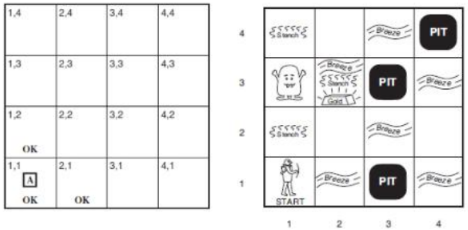 1,4 2,4 3,4 4,4
1,3 2,3 3,3 4,3
1,2 2,2 3,2 4,2
OK
1,1 2,1 3,1 4,1
A
OK OK
4 Stench Breeze PIT
Breeze
3 Stench PIT Breeze
Gold
2 Stench Breeze
1 Breeze PIT Breeze
START
1 2 3 4